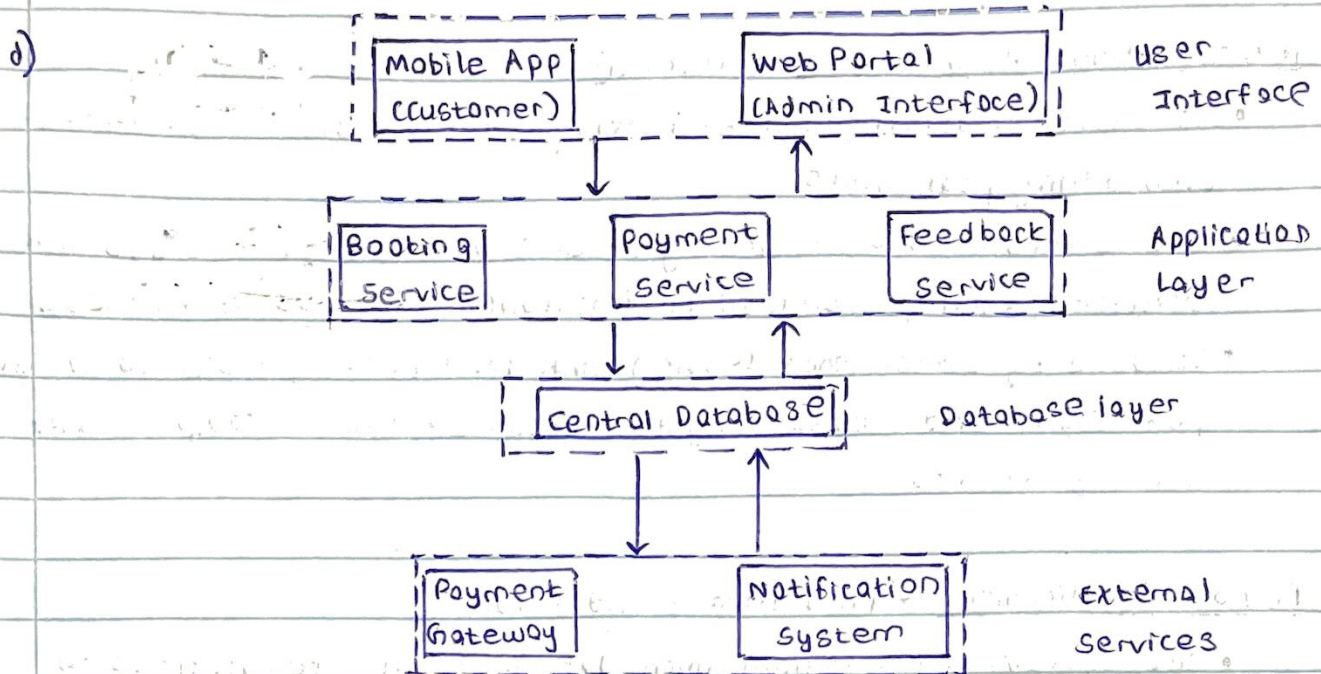 d)
Mobile App
(Customer)
Web Portal
(Admin Interface)
User
Interface
Booking
Service
Payment
Service
Feedback
Service
Application
Layer
Central Database
Database layer
Payment
Gateway
Notification
System
External
Services